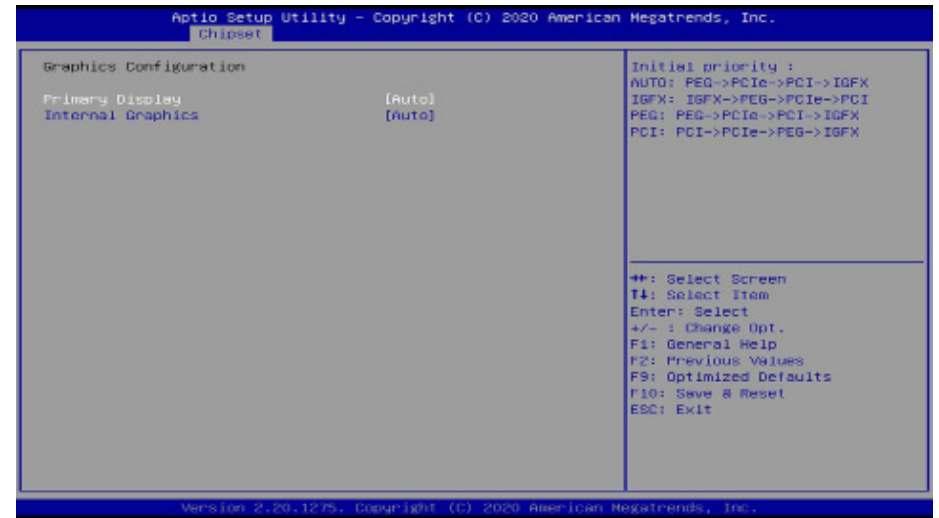 Aptio Setup Utility - Copyright (C) 2020 American Megatrends, Inc.
Chipset
Graphics Configuration
Primary Display [Auto]
Internal Graphics [Auto]
Initial priority :
AUTO: PEG->PCIe->PCI->IGFX
IGFX: IGFX->PEG->PCIe->PCI
PEG: PEG->PCIe->PCI->IGFX
PCI: PCI->PCIe->PEG->IGFX
→←: Select Screen
↑↓: Select Item
Enter: Select
+/- : Change Opt.
F1: General Help
F2: Previous Values
F9: Optimized Defaults
F10: Save & Reset
ESC: Exit
Version 2.20.1275. Copyright (C) 2020 American Megatrends, Inc.